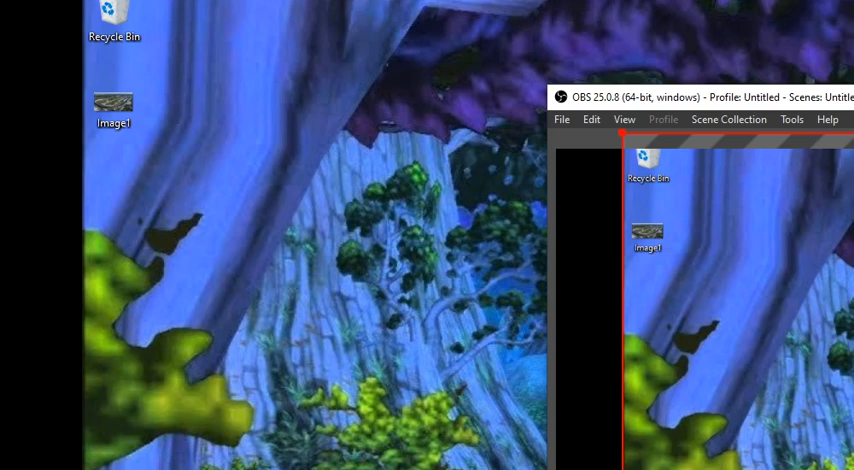 Recycle Bin
Image1
OBS 25.0.8 (64-bit, windows) - Profile: Untitled - Scenes: Untitle
File Edit View Profile Scene Collection Tools Help
Recycle Bin
Image1